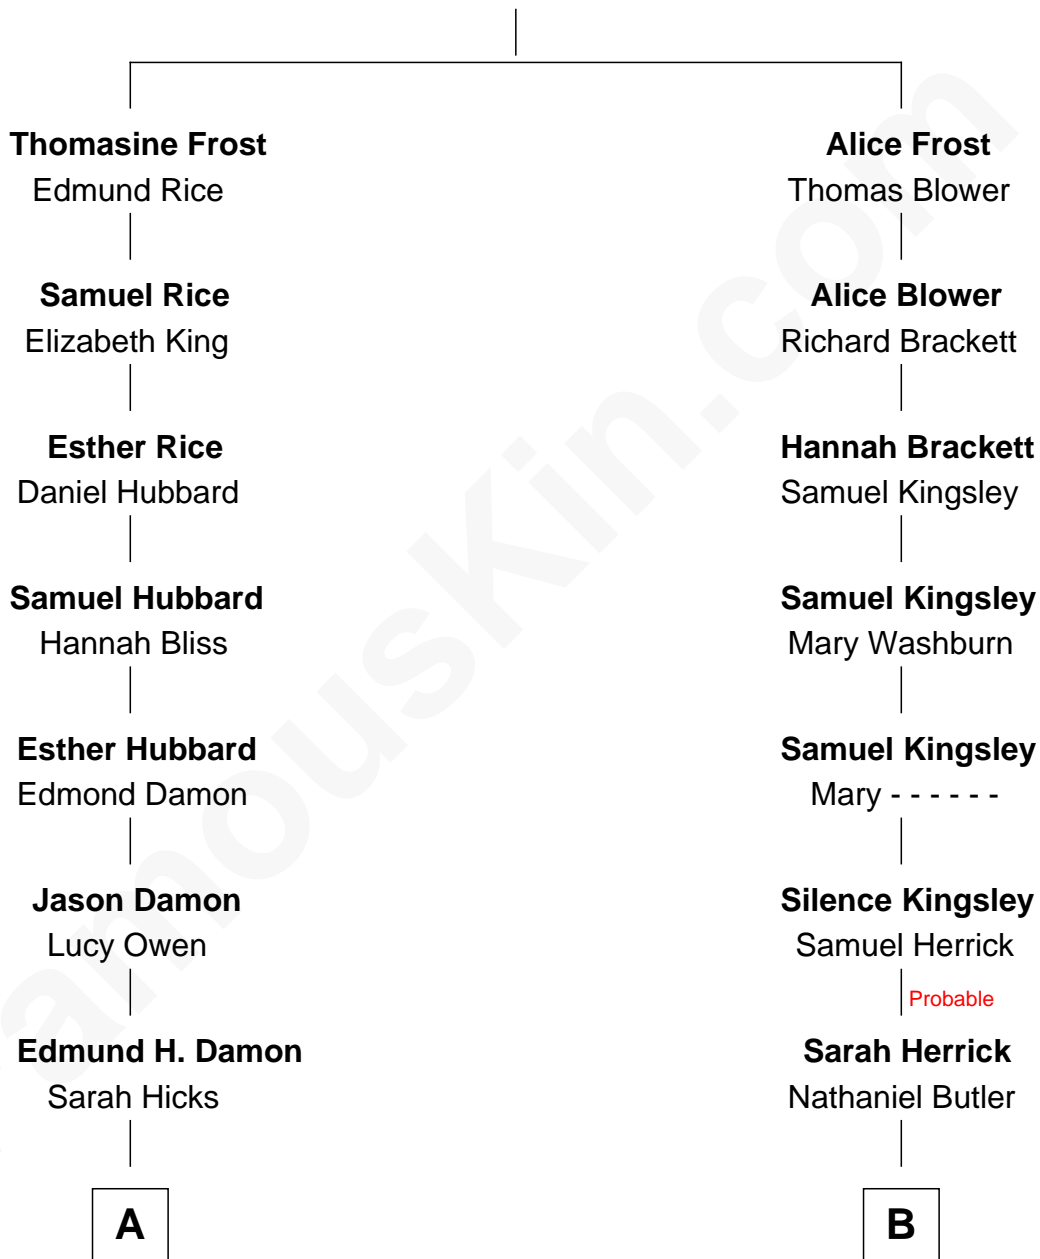 Thomasine Frost
Edmund Rice
Alice Frost
Thomas Blower
Samuel Rice
Elizabeth King
Alice Blower
Richard Brackett
Esther Rice
Daniel Hubbard
Hannah Brackett
Samuel Kingsley
Samuel Hubbard
Hannah Bliss
Samuel Kingsley
Mary Washburn
Esther Hubbard
Edmond Damon
Samuel Kingsley
Mary - - - - - -
Jason Damon
Lucy Owen
Silence Kingsley
Samuel Herrick
Probable
Edmund H. Damon
Sarah Hicks
Sarah Herrick
Nathaniel Butler
A
B
amousKin.com